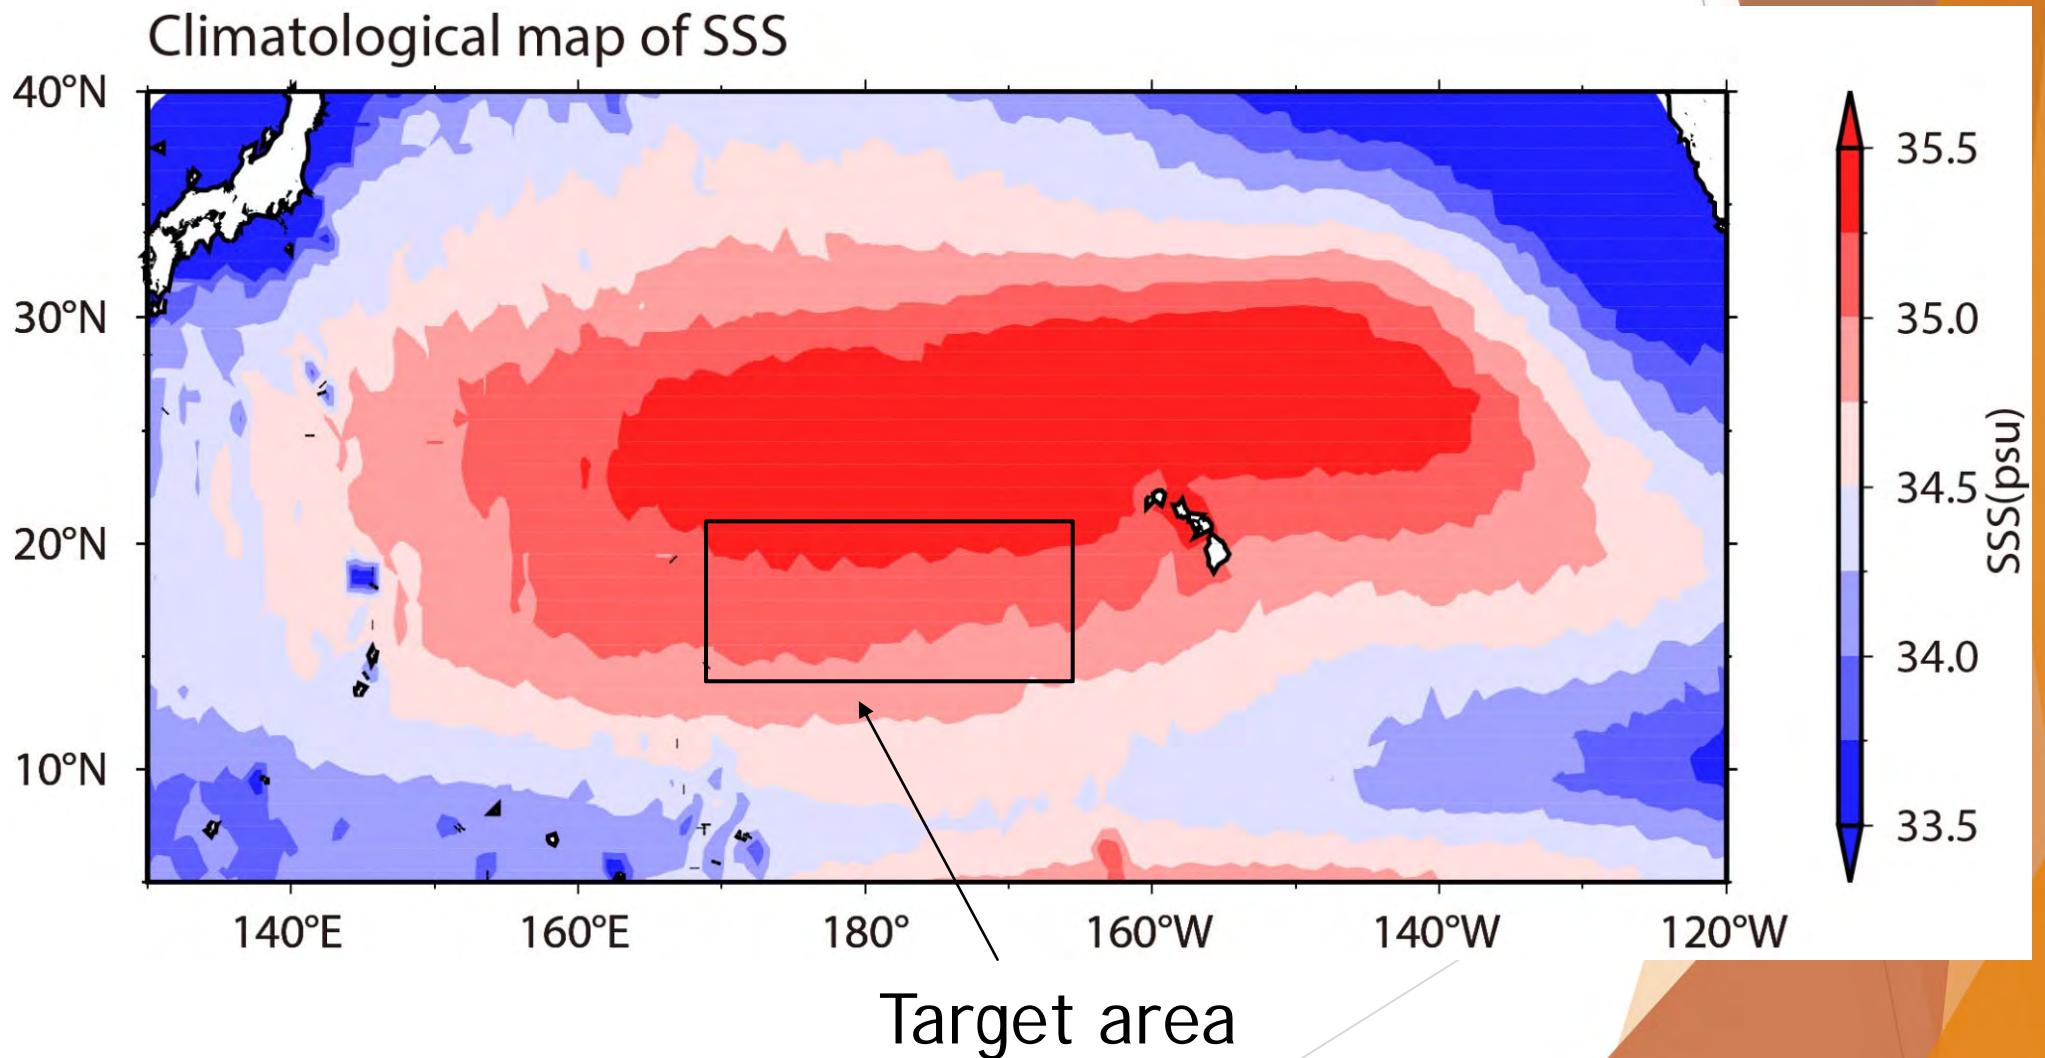 Climatological map of SSS
40°N
30°N
20°N
10°N
140°E 160°E 180° 160°W 140°W 120°W
35.5
35.0
34.5
34.0
33.5
SSS(psu)
Target area